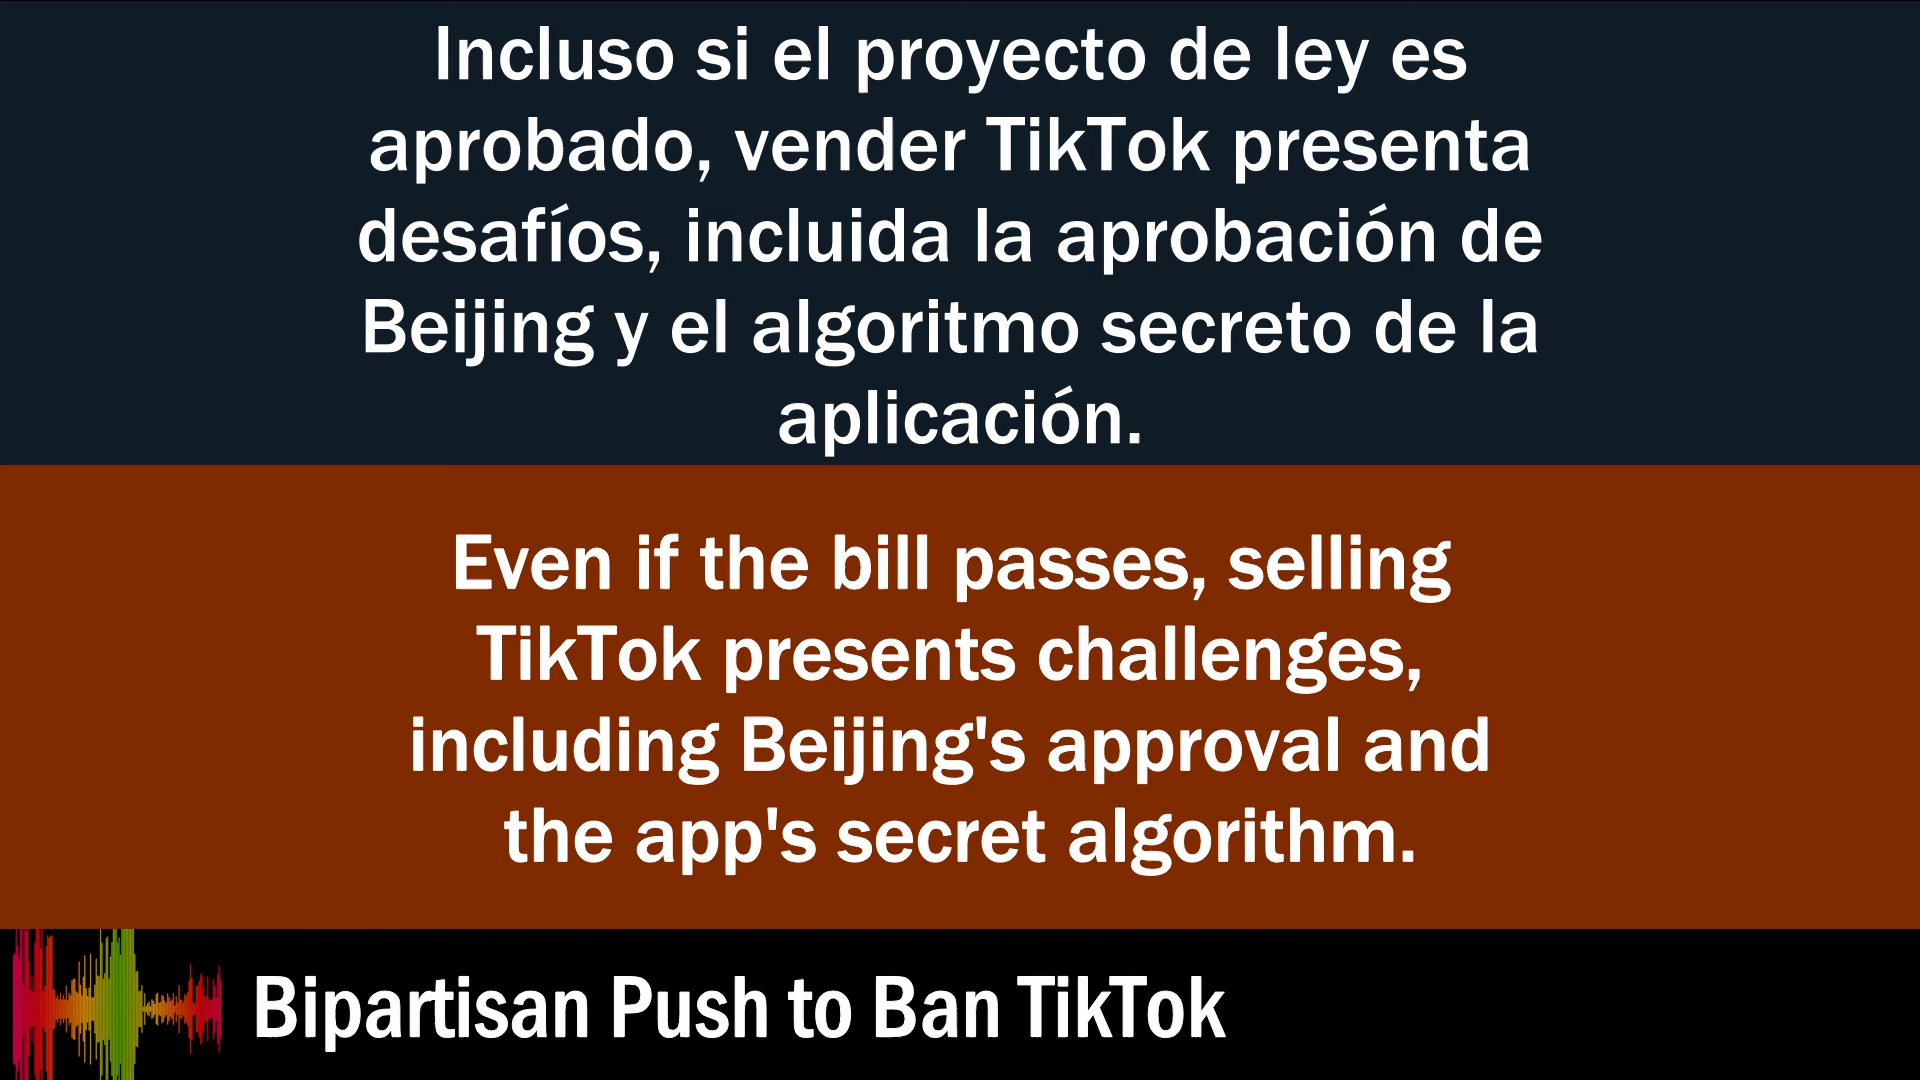 Incluso si el proyecto de ley es
aprobado, vender TikTok presenta
desafíos, incluida la aprobación de
Beijing y el algoritmo secreto de la
aplicación.
Even if the bill passes, selling
TikTok presents challenges,
including Beijing's approval and
the app's secret algorithm.
Bipartisan Push to Ban TikTok